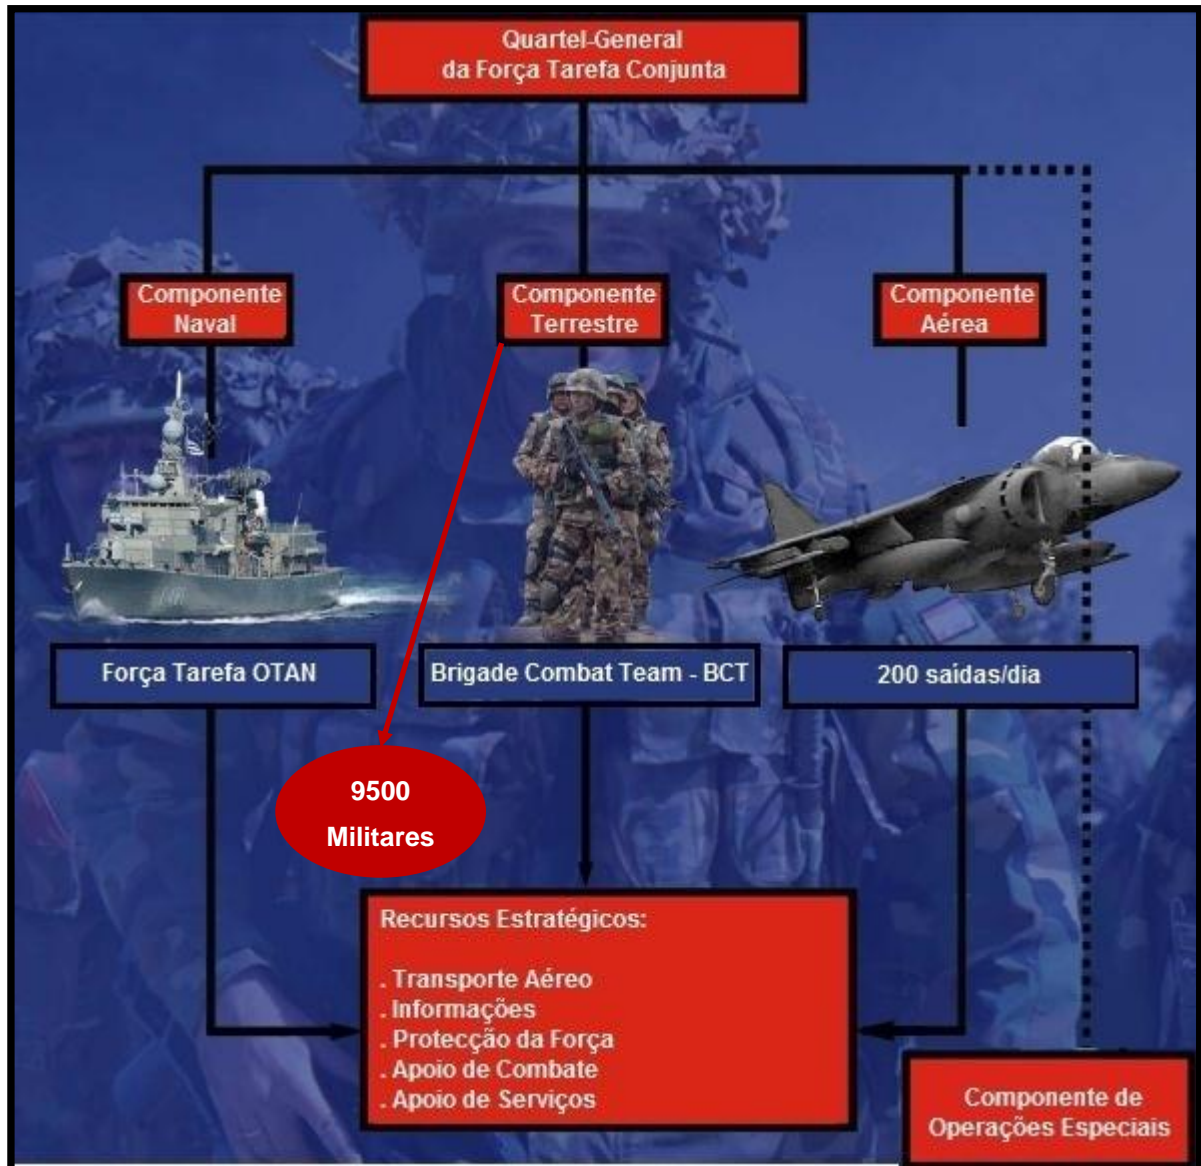 Quartel-General
da Força Tarefa Conjunta
Componente
Naval
Componente
Terrestre
Componente
Aérea
Força Tarefa OTAN
Brigade Combat Team - BCT
200 saídas/dia
9500
Militares
Recursos Estratégicos:
. Transporte Aéreo
. Informações
. Protecção da Força
. Apoio de Combate
. Apoio de Serviços
Componente de
Operações Especiais